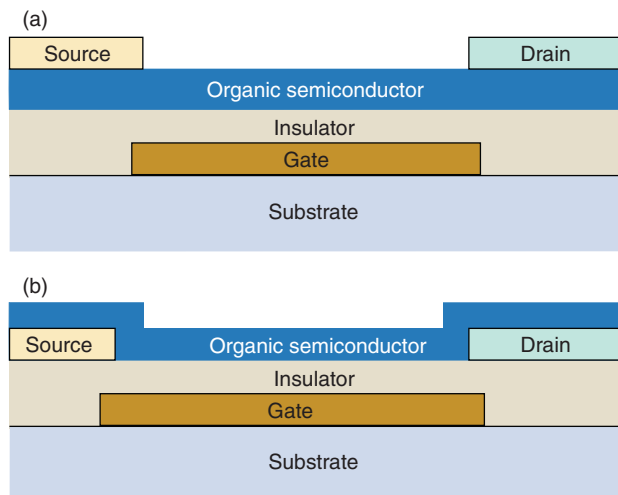 (a)
Source
Drain
Organic semiconductor
Insulator
Gate
Substrate
(b)
Source
Organic semiconductor
Drain
Insulator
Gate
Substrate